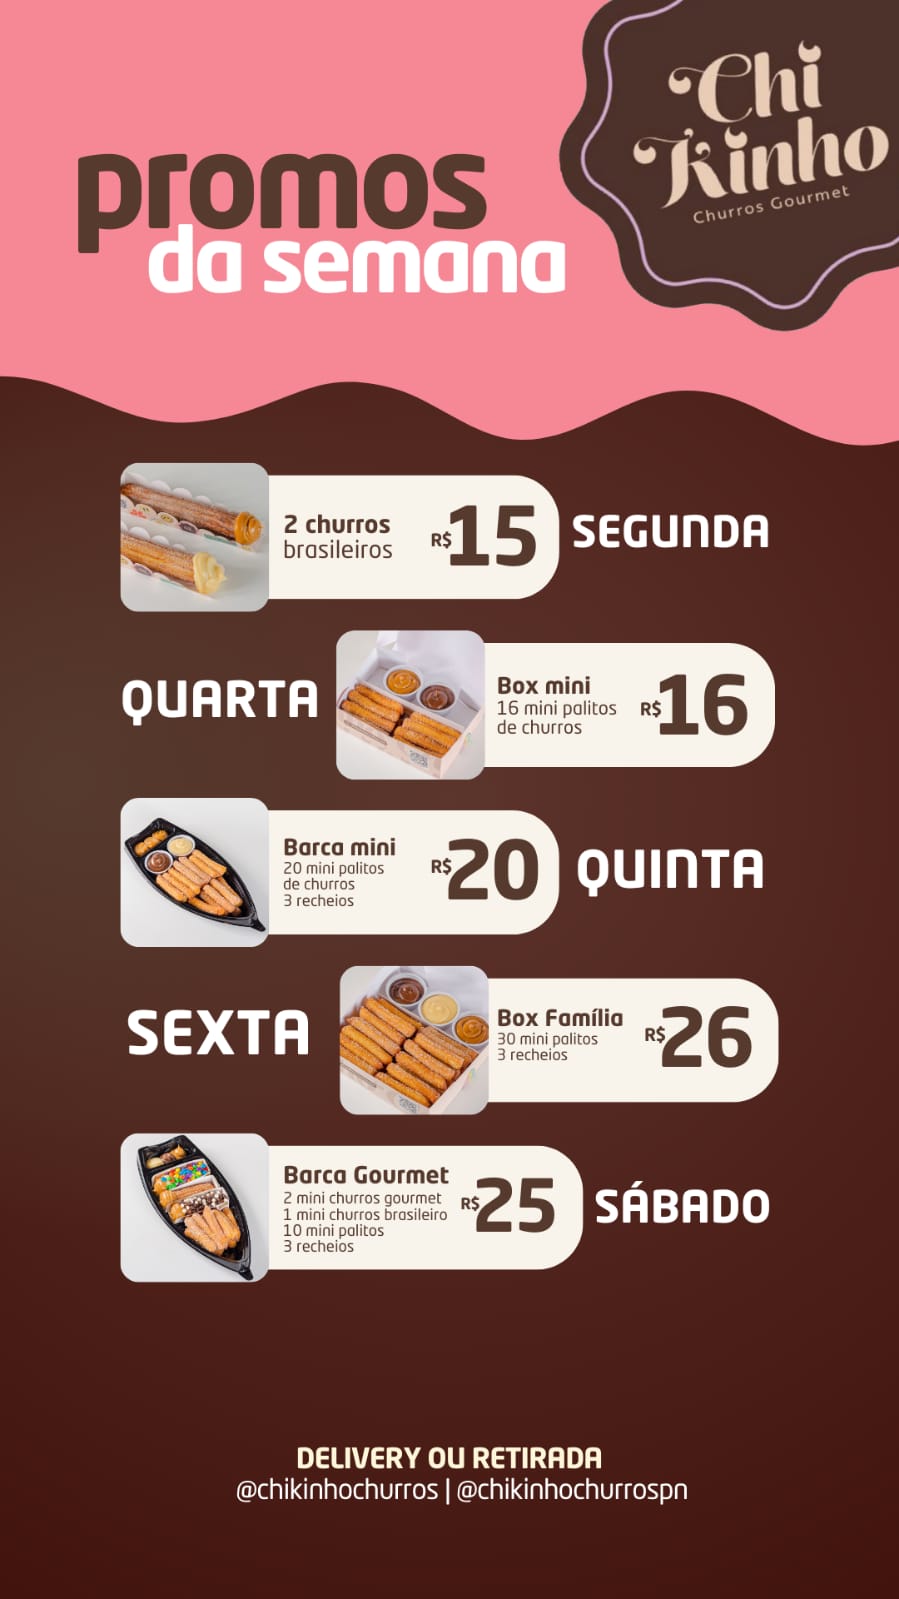 Chi
Kinho
Churros Gourmet
promos
da semana
2 churros
brasileiros
R$15
SEGUNDA
QUARTA
Box mini
16 mini palitos
de churros
R$16
Barca mini
20 mini palitos
de churros
3 recheios
R$20
QUINTA
SEXTA
Box Família
30 mini palitos
3 recheios
R$26
Barca Gourmet
2 mini churros gourmet
1 mini churros brasileiro
10 mini palitos
3 recheios
R$25
SÁBADO
DELIVERY OU RETIRADA
@chikinhochurros | @chikinhochurrospn